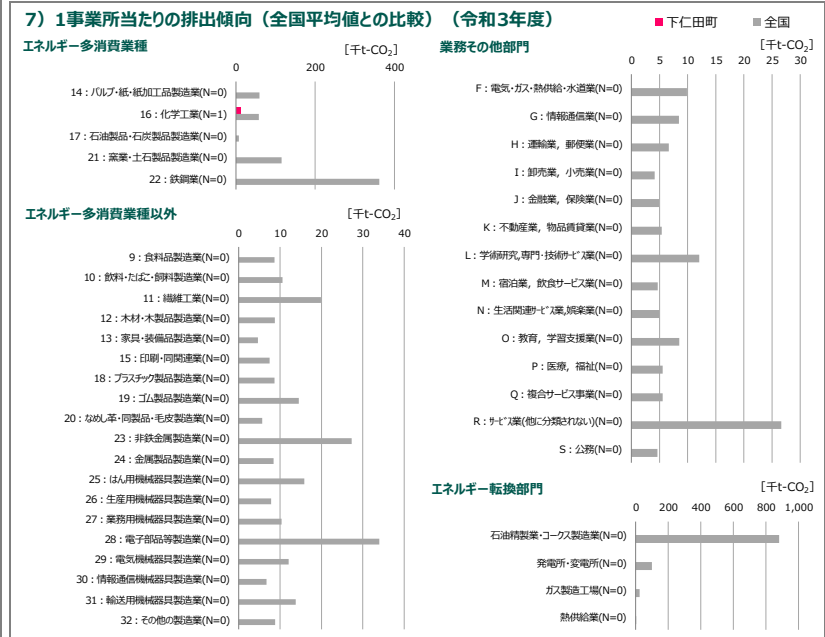 7）1事業所当たりの排出傾向（全国平均値との比較）（令和3年度）
下仁田町 全国
エネルギー多消費業種
［千t-CO₂］
0 200 400
14：パルプ・紙・紙加工品製造業(N=0)
16：化学工業(N=1)
17：石油製品・石炭製品製造業(N=0)
21：窯業・土石製品製造業(N=0)
22：鉄鋼業(N=0)
エネルギー多消費業種以外
［千t-CO₂］
0 10 20 30 40
9：食料品製造業(N=0)
10：飲料・たばこ・飼料製造業(N=0)
11：繊維工業(N=0)
12：木材・木製品製造業(N=0)
13：家具・装備品製造業(N=0)
15：印刷・同関連業(N=0)
18：プラスチック製品製造業(N=0)
19：ゴム製品製造業(N=0)
20：なめし革・同製品・毛皮製造業(N=0)
23：非鉄金属製造業(N=0)
24：金属製品製造業(N=0)
25：はん用機械器具製造業(N=0)
26：生産用機械器具製造業(N=0)
27：業務用機械器具製造業(N=0)
28：電子部品等製造業(N=0)
29：電気機械器具製造業(N=0)
30：情報通信機械器具製造業(N=0)
31：輸送用機械器具製造業(N=0)
32：その他の製造業(N=0)
業務その他部門
［千t-CO₂］
0 5 10 15 20 25 30
F：電気・ガス・熱供給・水道業(N=0)
G：情報通信業(N=0)
H：運輸業，郵便業(N=0)
I：卸売業，小売業(N=0)
J：金融業，保険業(N=0)
K：不動産業，物品賃貸業(N=0)
L：学術研究,専門・技術ｻｰﾋﾞｽ業(N=0)
M：宿泊業，飲食サービス業(N=0)
N：生活関連ｻｰﾋﾞｽ業,娯楽業(N=0)
O：教育，学習支援業(N=0)
P：医療，福祉(N=0)
Q：複合サービス事業(N=0)
R：ｻｰﾋﾞｽ業(他に分類されない)(N=0)
S：公務(N=0)
エネルギー転換部門
［千t-CO₂］
0 200 400 600 800 1,000
石油精製業・コークス製造業(N=0)
発電所・変電所(N=0)
ガス製造工場(N=0)
熱供給業(N=0)